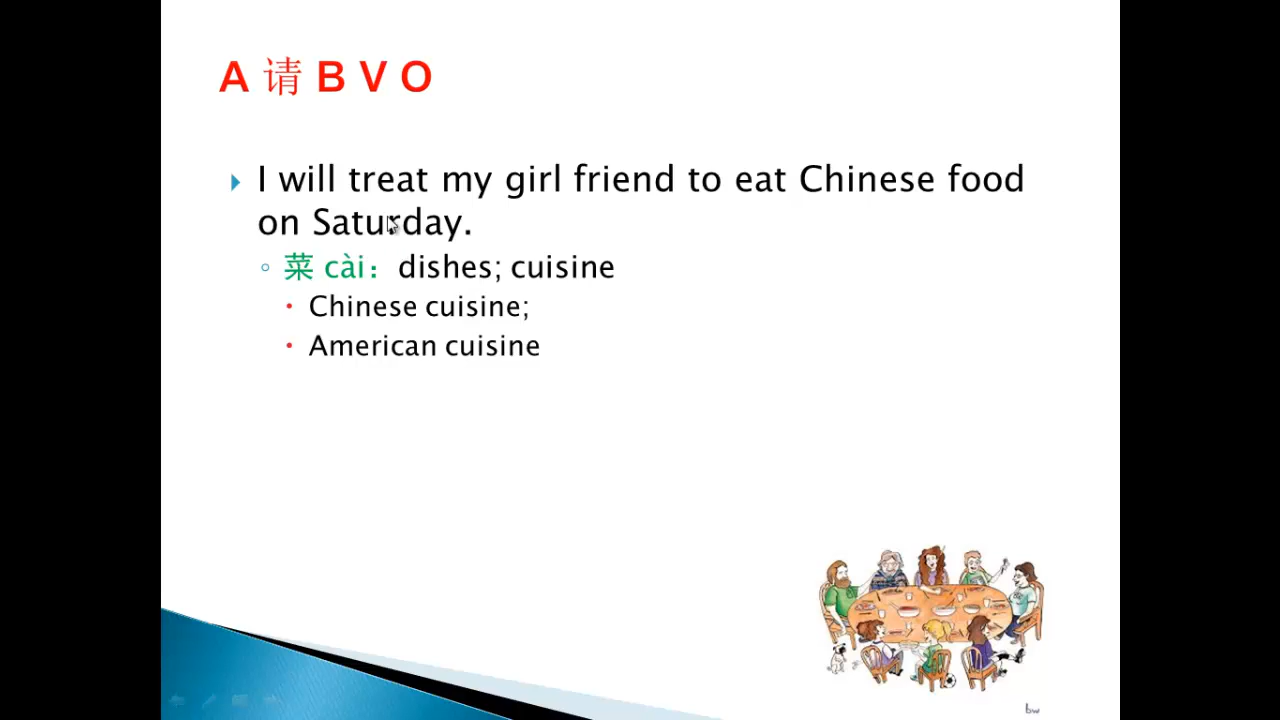 A 请 B V O
I will treat my girl friend to eat Chinese food
on Saturday.
菜 cài：dishes; cuisine
Chinese cuisine;
American cuisine
bw